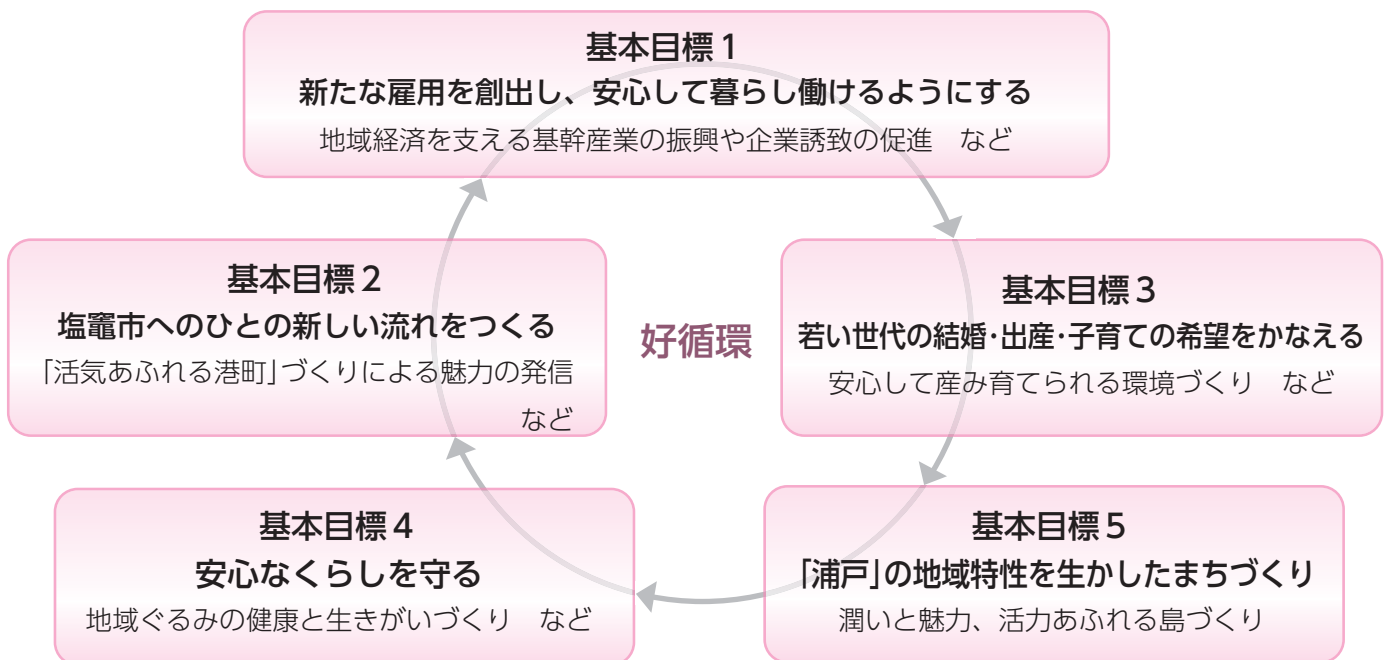 基本目標１
新たな雇用を創出し、安心して暮らし働けるようにする
地域経済を支える基幹産業の振興や企業誘致の促進　など
基本目標２
塩竈市へのひとの新しい流れをつくる
「活気あふれる港町」づくりによる魅力の発信
など
好循環
基本目標３
若い世代の結婚・出産・子育ての希望をかなえる
安心して産み育てられる環境づくり　など
基本目標４
安心なくらしを守る
地域ぐるみの健康と生きがいづくり　など
基本目標５
「浦戸」の地域特性を生かしたまちづくり
潤いと魅力、活力あふれる島づくり